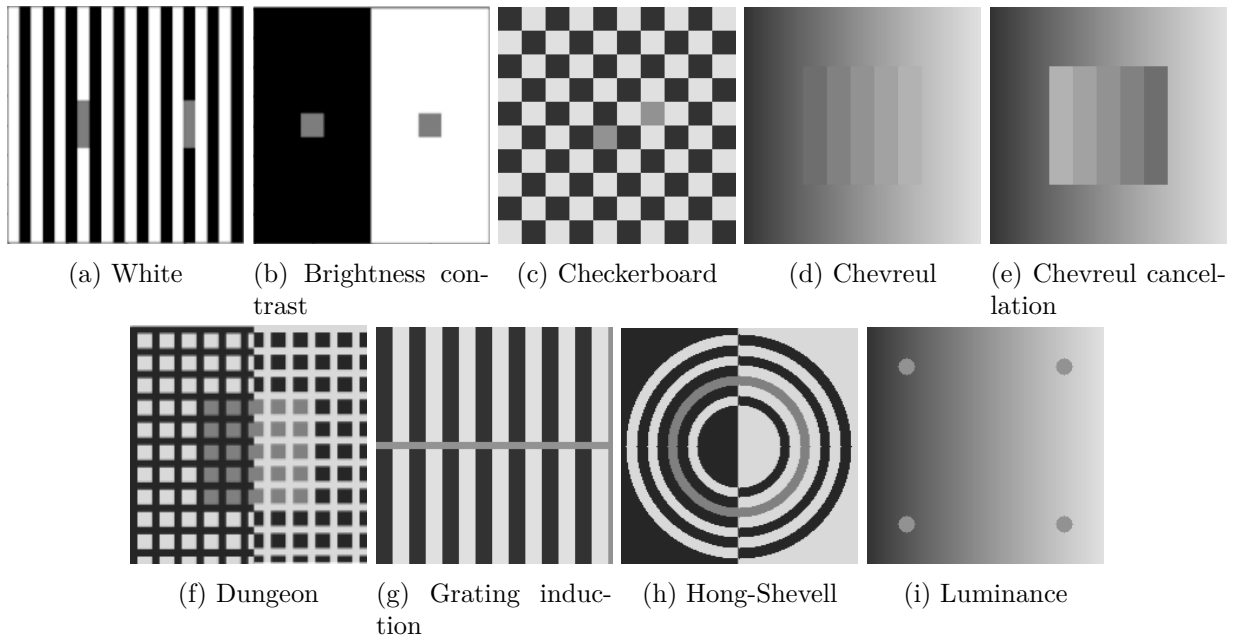 (a) White
(b) Brightness con-
trast
(c) Checkerboard
(d) Chevreul
(e) Chevreul cancel-
lation
(f) Dungeon
(g) Grating induc-
tion
(h) Hong-Shevell
(i) Luminance